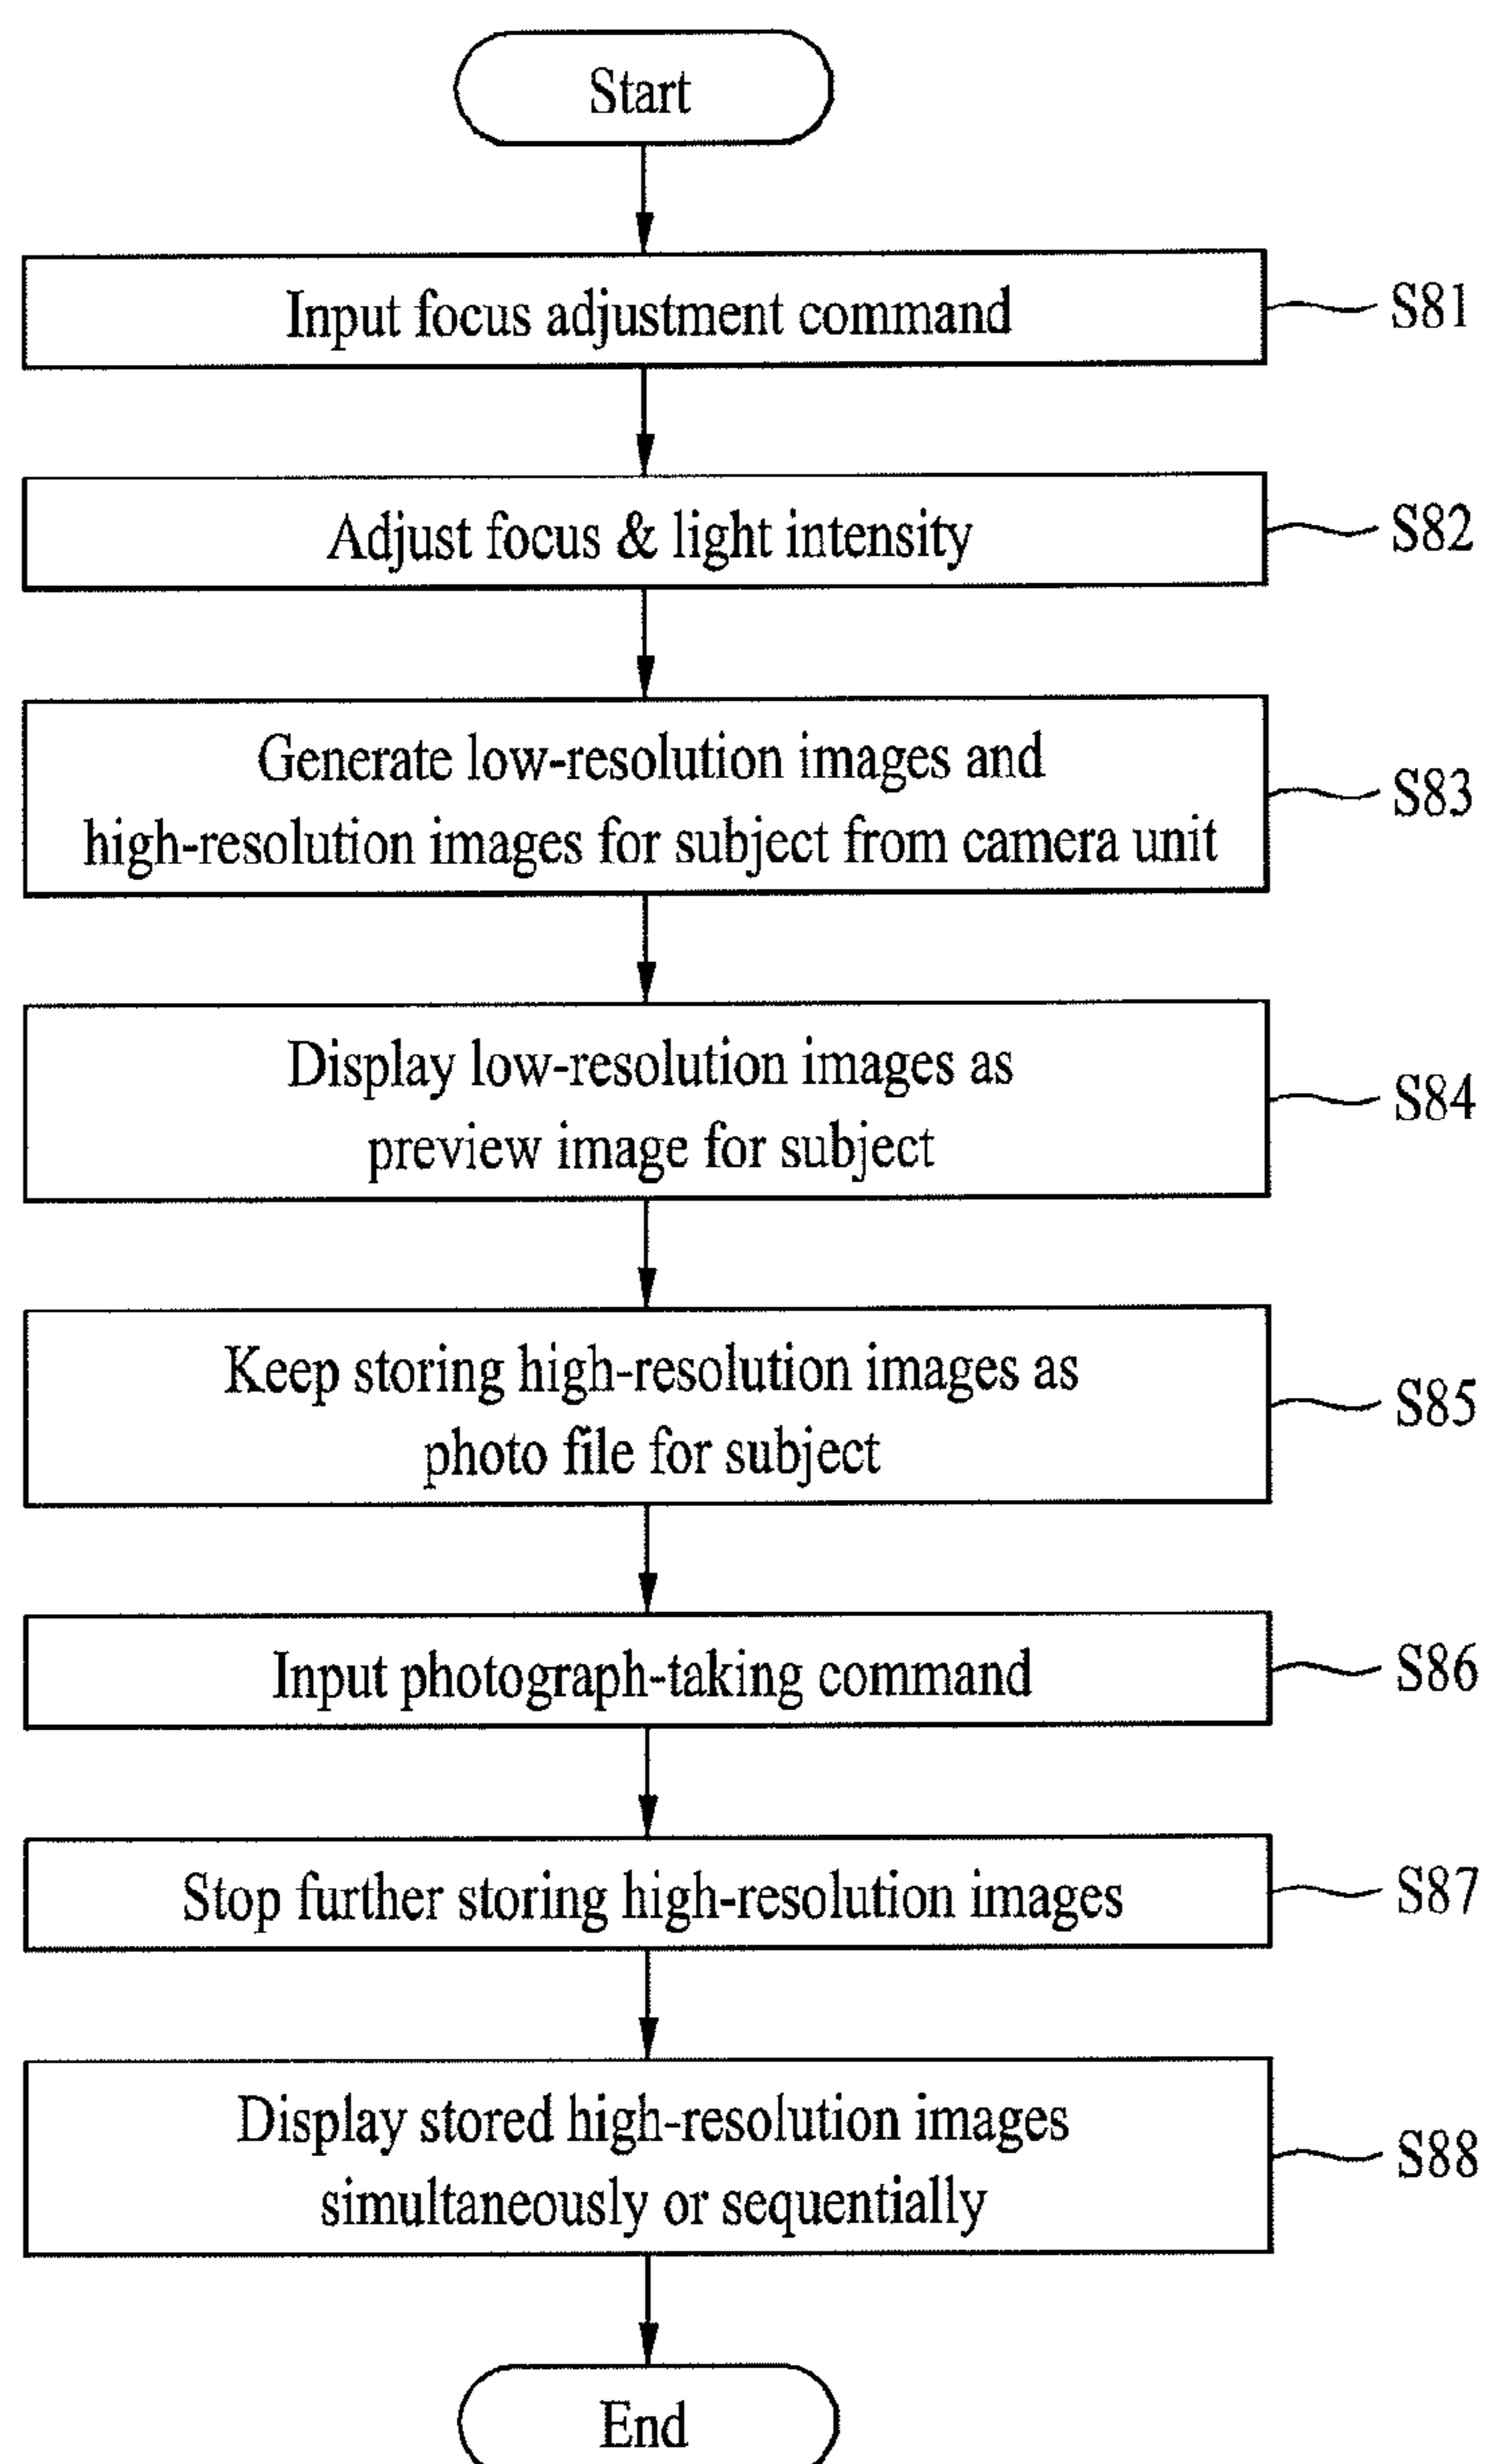 Start
Input focus adjustment command
S81
Adjust focus & light intensity
S82
Generate low-resolution images and
high-resolution images for subject from camera unit
S83
Display low-resolution images as
preview image for subject
S84
Keep storing high-resolution images as
photo file for subject
S85
Input photograph-taking command
S86
Stop further storing high-resolution images
S87
Display stored high-resolution images
simultaneously or sequentially
S88
End